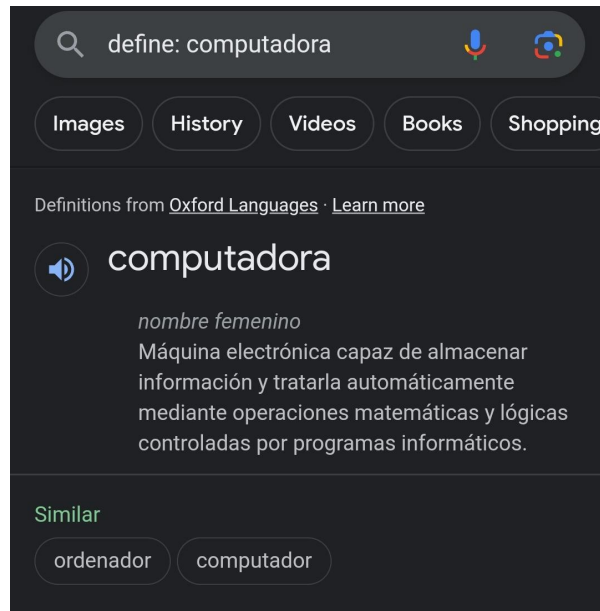 define: computadora
Images History Videos Books Shopping
Definitions from Oxford Languages · Learn more
computadora
nombre femenino
Máquina electrónica capaz de almacenar
información y tratarla automáticamente
mediante operaciones matemáticas y lógicas
controladas por programas informáticos.
Similar
ordenador computador